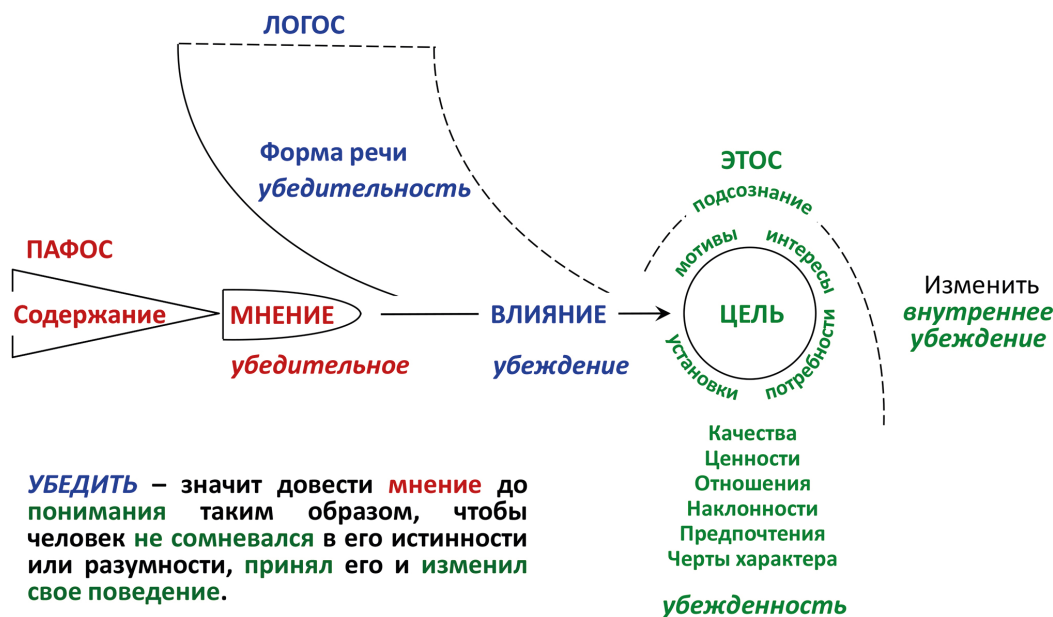 ЛОГОС
Форма речи
убедительность
ПАФОС
Содержание
МНЕНИЕ
убедительное
ВЛИЯНИЕ
убеждение
ЭТОС
подсознание
мотивы
интересы
ЦЕЛЬ
установки
потребности
Изменить
внутреннее
убеждение
Качества
Ценности
Отношения
Наклонности
Предпочтения
Черты характера
убежденность
УБЕДИТЬ – значит довести мнение до
понимания таким образом, чтобы
человек не сомневался в его истинности
или разумности, принял его и изменил
свое поведение.